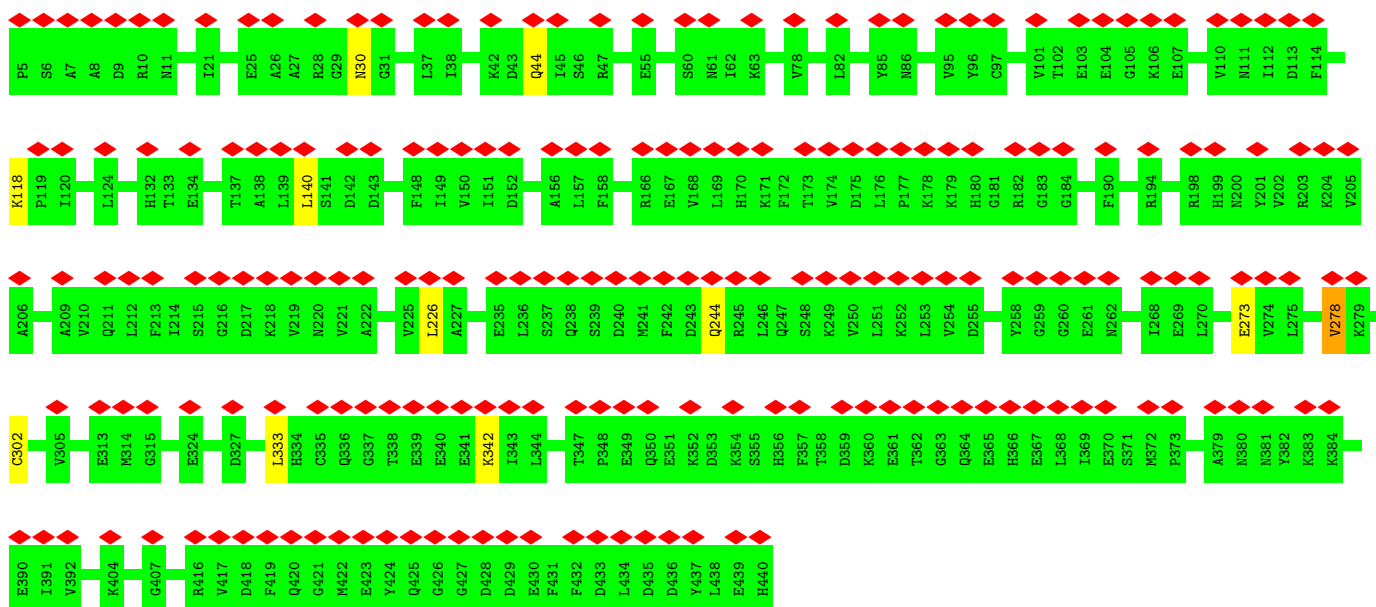 P5 S6 A7 A8 D9 R10 N11 I21 E25 A26 A27 R28 G29 N30 G31 L37 I38 K42 D43 Q44 I45 S46 R47 E55 S60 N61 I62 K63 V78 L82 Y85 N86 V95 Y96 C97 V101 T102 E103 E104 G105 K106 E107 V110 N111 I112 D113 F114
K118 P119 I120 L124 H132 T133 E134 T137 A138 L139 L140 S141 D142 D143 F148 I149 V150 I151 D152 A156 L157 F158 R166 E167 V168 L169 H170 K171 F172 T173 V174 D175 L176 P177 K178 K179 H180 G181 R182 G183 G184 F190 R194 R198 H199 N200 Y201 V202 R203 K204 V205
A206 A209 V210 Q211 L212 F213 I214 S215 G216 D217 K218 V219 N220 V221 A222 V225 L226 A227 E235 L236 S237 Q238 S239 D240 M241 F242 D243 Q244 R245 L246 Q247 S248 K249 V250 L251 K252 L253 V254 D255 Y258 G259 G260 E261 N262 I268 E269 L270 E273 V274 L275 V278 K279
C302 V305 E313 M314 G315 E324 D327 L333 H334 C335 Q336 G337 T338 E339 E340 E341 K342 I343 L344 T347 P348 E349 Q350 E351 K352 D353 K354 S355 H356 F357 T358 D359 K360 E361 T362 G363 Q364 E365 H366 E367 L368 I369 E370 S371 M372 P373 A379 N380 N381 Y382 K383 K384
E390 I391 V392 K404 G407 R416 V417 D418 F419 Q420 G421 M422 E423 Y424 Q425 G426 G427 D428 D429 E430 F431 F432 D433 L434 D435 D436 Y437 L438 E439 H440